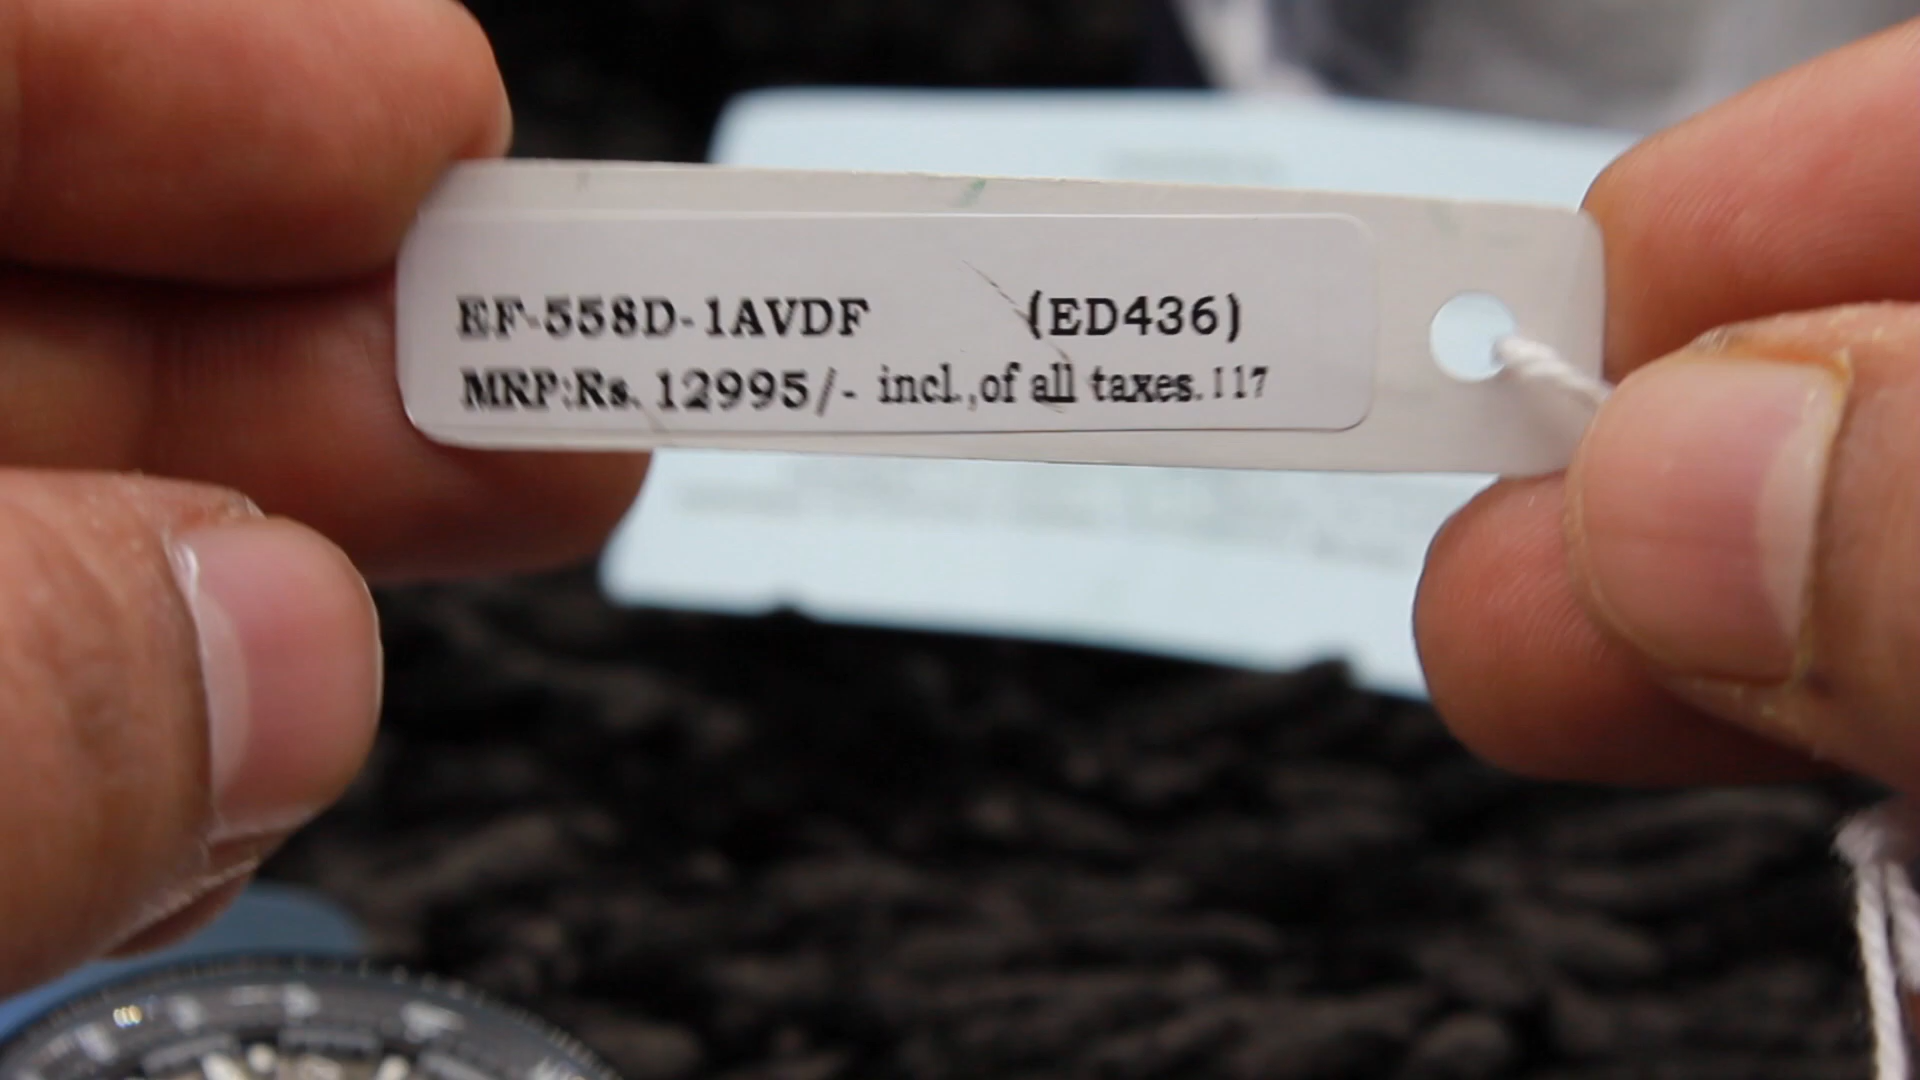 EF-558D-1AVDF (ED436)
MRP:Rs. 12995/- incl.,of all taxes.117